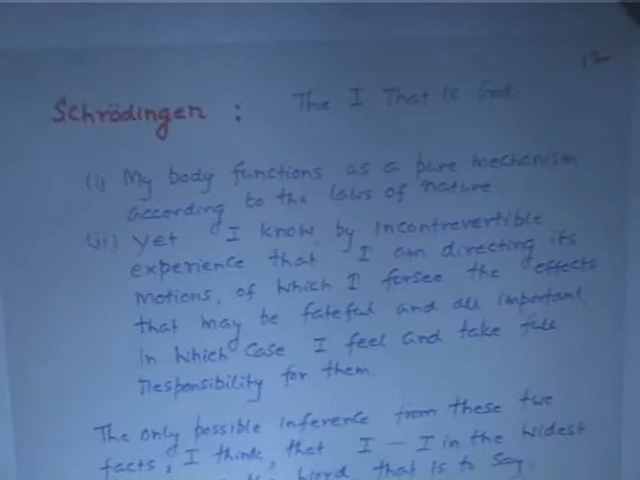 Schrödinger : The I That Is God
(i) My body functions as a pure mechanism
according to the laws of nature
(ii) Yet I know by incontrevertible
experience that I am directing its
motions, of which I forsee the effects
that may be fateful and all important,
in which case I feel and take full
responsibility for them.
The only possible inference from these two
facts, I think, that I – I in the widest
word that is to say